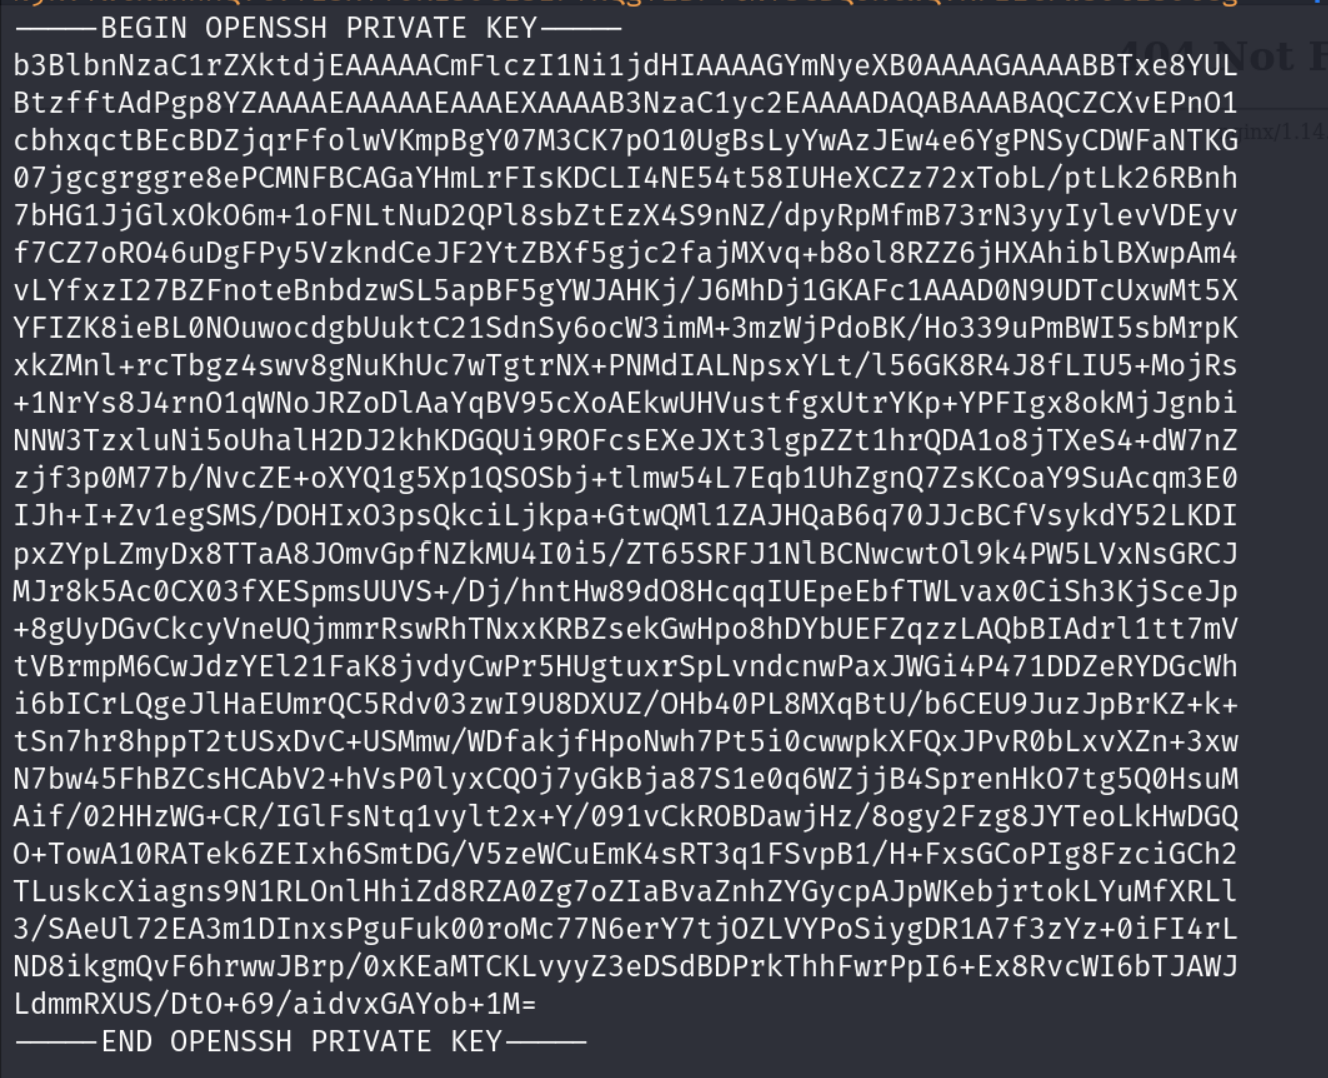 -----BEGIN OPENSSH PRIVATE KEY-----
b3BlbnNzaC1rZXktdjEAAAAACmFlczI1Ni1jdHIAAAAGYmNyeXB0AAAAGAAAABBTxe8YUL
BtzfftAdPgp8YZAAAAEAAAAAEAAAEXAAAAB3NzaC1yc2EAAAADAQABAAABAQCZCXvEPnO1
cbhxqctBEcBDZjqrFfolwVKmpBgY07M3CK7pO10UgBsLyYwAzJEw4e6YgPNSyCDWFaNTKG
07jgcgrggre8ePCMNFBCAGaYHmLrFIsKDCLI4NE54t58IUHeXCZz72xTobL/ptLk26RBnh
7bHG1JjGlxOkO6m+1oFNLtNuD2QPl8sbZtEzX4S9nNZ/dpyRpMfmB73rN3yyIylevVDEyv
f7CZ7oRO46uDgFPy5VzkndCeJF2YtZBXf5gjc2fajMXvq+b8ol8RZZ6jHXAhiblBXwpAm4
vLYfxzI27BZFnoteBnbdzwSL5apBF5gYWJAHKj/J6MhDj1GKAFc1AAAD0N9UDTcUxwMt5X
YFIZK8ieBL0NOuwocdgbUuktC21SdnSy6ocW3imM+3mzWjPdoBK/Ho339uPmBWI5sbMrpK
xkZMnl+rcTbgz4swv8gNuKhUc7wTgtrNX+PNMdIALNpsxYLt/l56GK8R4J8fLIU5+MojRs
+1NrYs8J4rnO1qWNoJRZoDlAaYqBV95cXoAEkwUHVustfgxUtrYKp+YPFIgx8okMjJgnbi
NNW3TzxluNi5oUhalH2DJ2khKDGQUi9ROFcsEXeJXt3lgpZZt1hrQDA1o8jTXeS4+dW7nZ
zjf3p0M77b/NvcZE+oXYQ1g5Xp1QSOSbj+tlmw54L7Eqb1UhZgnQ7ZsKCoaY9SuAcqm3E0
IJh+I+Zv1egSMS/DOHIxO3psQkciLjkpa+GtwQMl1ZAJHQaB6q70JJcBCfVsykdY52LKDI
pxZYpLZmyDx8TTaA8JOmvGpfNZkMU4I0i5/ZT65SRFJ1NlBCNwcwtOl9k4PW5LVxNsGRCJ
MJr8k5Ac0CX03fXESpmsUUVS+/Dj/hntHw89dO8HcqqIUEpeEbfTWLvax0CiSh3KjSceJp
+8gUyDGvCkcyVneUQjmmrRswRhTNxxKRBZsekGwHpo8hDYbUEFZqzzLAQbBIAdrl1tt7mV
tVBrmpM6CwJdzYEl21FaK8jvdyCwPr5HUgtuxrSpLvndcnwPaxJWGi4P471DDZeRYDGcWh
i6bICrLQgeJlHaEUmrQC5Rdv03zwI9U8DXUZ/OHb40PL8MXqBtU/b6CEU9JuzJpBrKZ+k+
tSn7hr8hppT2tUSxDvC+USMmw/WDfakjfHpoNwh7Pt5i0cwwpkXFQxJPvR0bLxvXZn+3xw
N7bw45FhBZCsHCAbV2+hVsP0lyxCQOj7yGkBja87S1e0q6WZjjB4SprenHkO7tg5Q0HsuM
Aif/02HHzWG+CR/IGlFsNtq1vylt2x+Y/091vCkROBDawjHz/8ogy2Fzg8JYTeoLkHwDGQ
O+TowA10RATek6ZEIxh6SmtDG/V5zeWCuEmK4sRT3q1FSvpB1/H+FxsGCoPIg8FzciGCh2
TLuskcXiagns9N1RLOnlHhiZd8RZA0Zg7oZIaBvaZnhZYGycpAJpWKebjrtokLYuMfXRLl
3/SAeUl72EA3m1DInxsPguFuk00roMc77N6erY7tjOZLVYPoSiygDR1A7f3zYz+0iFI4rL
ND8ikgmQvF6hrwwJBrp/0xKEaMTCKLvyyZ3eDSdBDPrkThhFwrPpI6+Ex8RvcWI6bTJAWJ
LdmmRXUS/DtO+69/aidvxGAYob+1M=
-----END OPENSSH PRIVATE KEY-----